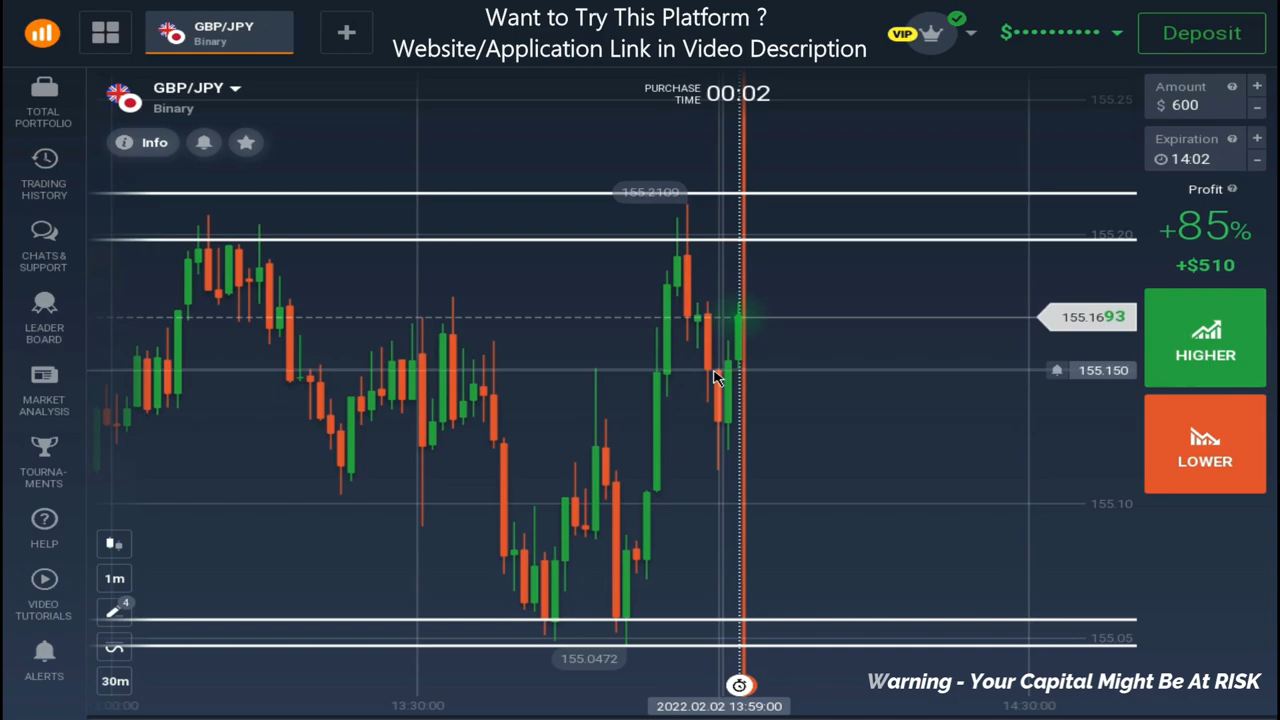 GBP/JPY
Binary
Want to Try This Platform ?
Website/Application Link in Video Description
VIP
$••••••••••
Deposit
TOTAL
PORTFOLIO
TRADING
HISTORY
CHATS &
SUPPORT
LEADER
BOARD
MARKET
ANALYSIS
TOURNA-
MENTS
HELP
VIDEO
TUTORIALS
ALERTS
GBP/JPY
Binary
Info
PURCHASE
TIME
00:02
155.25
155.2109
155.20
155.1693
155.150
155.10
155.05
155.0472
1m
4
30m
13:30:00
2022.02.02 13:59:00
14:30:00
Amount
$ 600
+
-
Expiration
14:02
+
-
Profit
+85%
+$510
HIGHER
LOWER
Warning - Your Capital Might Be At RISK